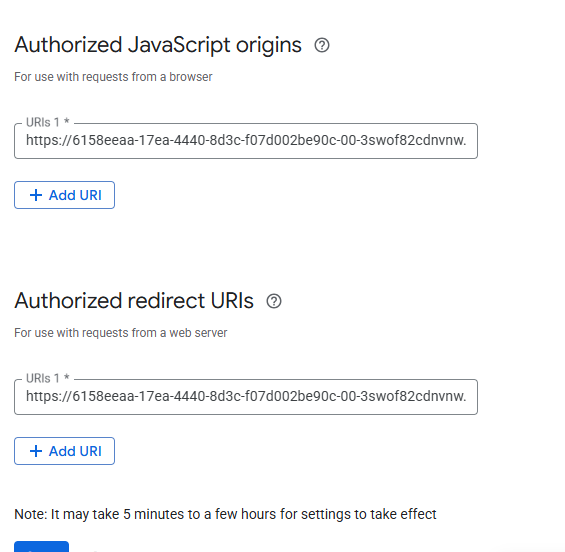 Authorized JavaScript origins
For use with requests from a browser
URIs 1 *
https://6158eeaa-17ea-4440-8d3c-f07d002be90c-00-3swof82cdnvnw.
+ Add URI
Authorized redirect URIs
For use with requests from a web server
URIs 1 *
https://6158eeaa-17ea-4440-8d3c-f07d002be90c-00-3swof82cdnvnw.
+ Add URI
Note: It may take 5 minutes to a few hours for settings to take effect